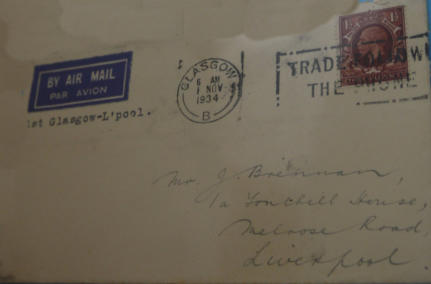 BY AIR MAIL
PAR AVION
1st Glasgow-L'pool.
GLASGOW
6 AM
1 NOV
1934
B
TRADE
THE PHONE
Mr. J Brennan,
House,
Melrose Road,
Liverpool.